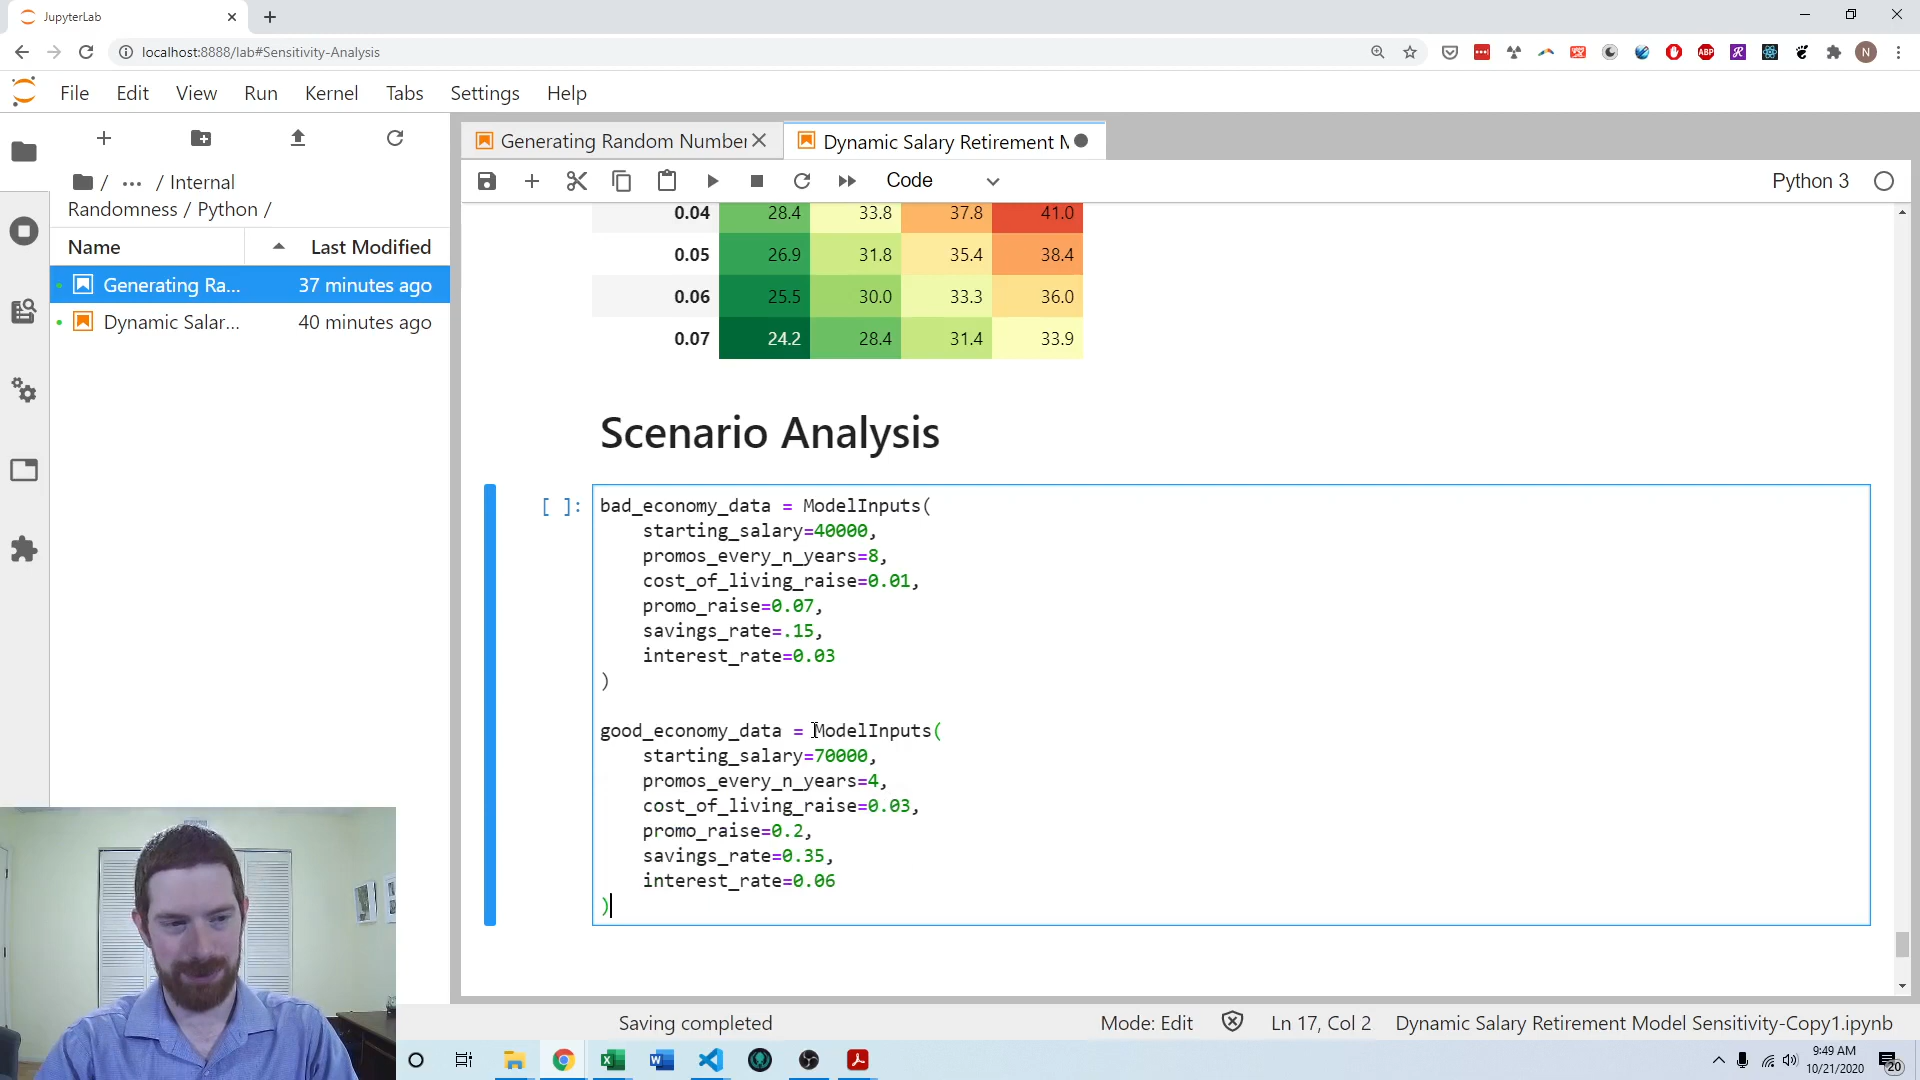 JupyterLab
localhost:8888/lab#Sensitivity-Analysis
File Edit View Run Kernel Tabs Settings Help
/ ... / Internal
Randomness / Python /
Name Last Modified
Generating Ra... 37 minutes ago
Dynamic Salar... 40 minutes ago
Generating Random Number
Dynamic Salary Retirement M
Code
Python 3
0.04 28.4 33.8 37.8 41.0
0.05 26.9 31.8 35.4 38.4
0.06 25.5 30.0 33.3 36.0
0.07 24.2 28.4 31.4 33.9
Scenario Analysis
[ ]:
bad_economy_data = ModelInputs(
starting_salary=40000,
promos_every_n_years=8,
cost_of_living_raise=0.01,
promo_raise=0.07,
savings_rate=.15,
interest_rate=0.03
)
good_economy_data = ModelInputs(
starting_salary=70000,
promos_every_n_years=4,
cost_of_living_raise=0.03,
promo_raise=0.2,
savings_rate=0.35,
interest_rate=0.06
)
Saving completed
Mode: Edit
Ln 17, Col 2
Dynamic Salary Retirement Model Sensitivity-Copy1.ipynb
9:49 AM
10/21/2020
20